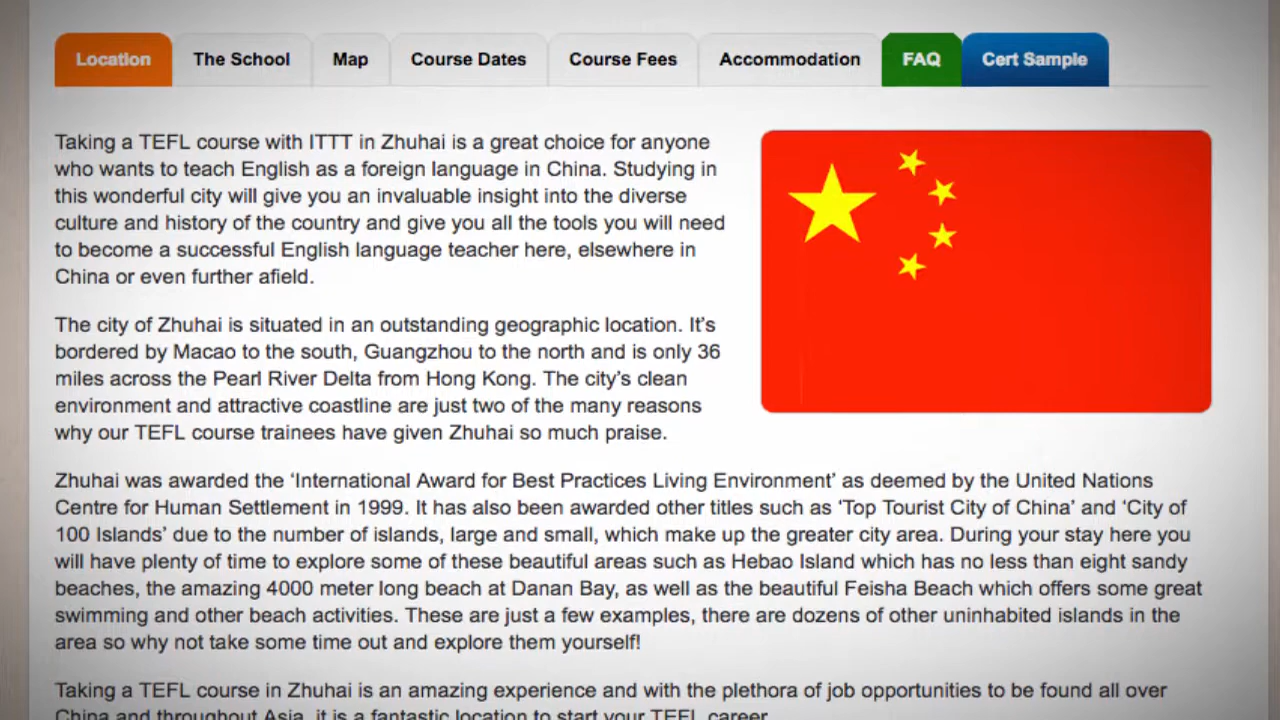 Location
The School
Map
Course Dates
Course Fees
Accommodation
FAQ
Cert Sample
Taking a TEFL course with ITTT in Zhuhai is a great choice for anyone
who wants to teach English as a foreign language in China. Studying in
this wonderful city will give you an invaluable insight into the diverse
culture and history of the country and give you all the tools you will need
to become a successful English language teacher here, elsewhere in
China or even further afield.
The city of Zhuhai is situated in an outstanding geographic location. It’s
bordered by Macao to the south, Guangzhou to the north and is only 36
miles across the Pearl River Delta from Hong Kong. The city’s clean
environment and attractive coastline are just two of the many reasons
why our TEFL course trainees have given Zhuhai so much praise.
Zhuhai was awarded the ‘International Award for Best Practices Living Environment’ as deemed by the United Nations
Centre for Human Settlement in 1999. It has also been awarded other titles such as ‘Top Tourist City of China’ and ‘City of
100 Islands’ due to the number of islands, large and small, which make up the greater city area. During your stay here you
will have plenty of time to explore some of these beautiful areas such as Hebao Island which has no less than eight sandy
beaches, the amazing 4000 meter long beach at Danan Bay, as well as the beautiful Feisha Beach which offers some great
swimming and other beach activities. These are just a few examples, there are dozens of other uninhabited islands in the
area so why not take some time out and explore them yourself!
Taking a TEFL course in Zhuhai is an amazing experience and with the plethora of job opportunities to be found all over
China and throughout Asia, it is a fantastic location to start your TEFL career.